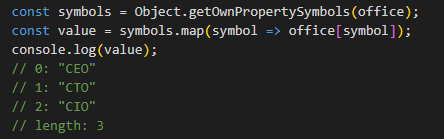 const symbols = Object.getOwnPropertySymbols(office);
const value = symbols.map(symbol => office[symbol]);
console.log(value);
// 0: "CEO"
// 1: "CTO"
// 2: "CIO"
// length: 3